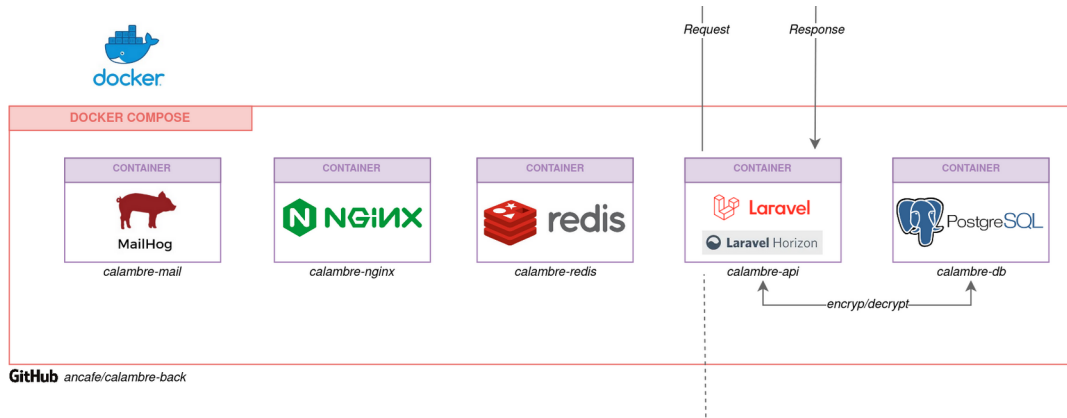 Request
Response
docker
DOCKER COMPOSE
CONTAINER
CONTAINER
CONTAINER
CONTAINER
CONTAINER
MailHog
NGINX
redis
Laravel
Laravel Horizon
PostgreSQL
calambre-mail
calambre-nginx
calambre-redis
calambre-api
calambre-db
encryp/decrypt
GitHub ancafe/calambre-back